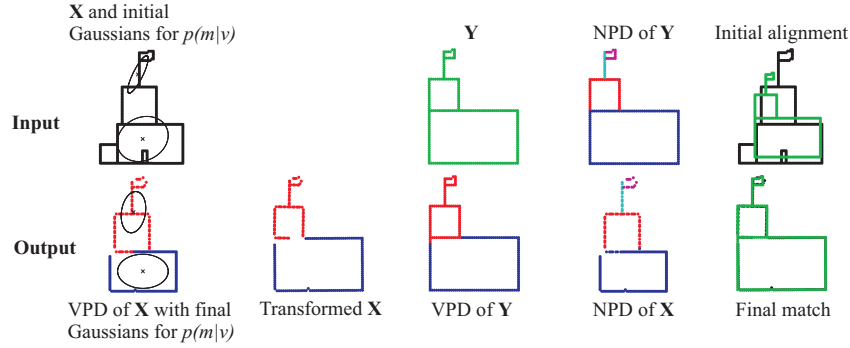 X and initial
Gaussians for p(m|v)
Y
NPD of Y
Initial alignment
Input
Output
VPD of X with final
Gaussians for p(m|v)
Transformed X
VPD of Y
NPD of X
Final match